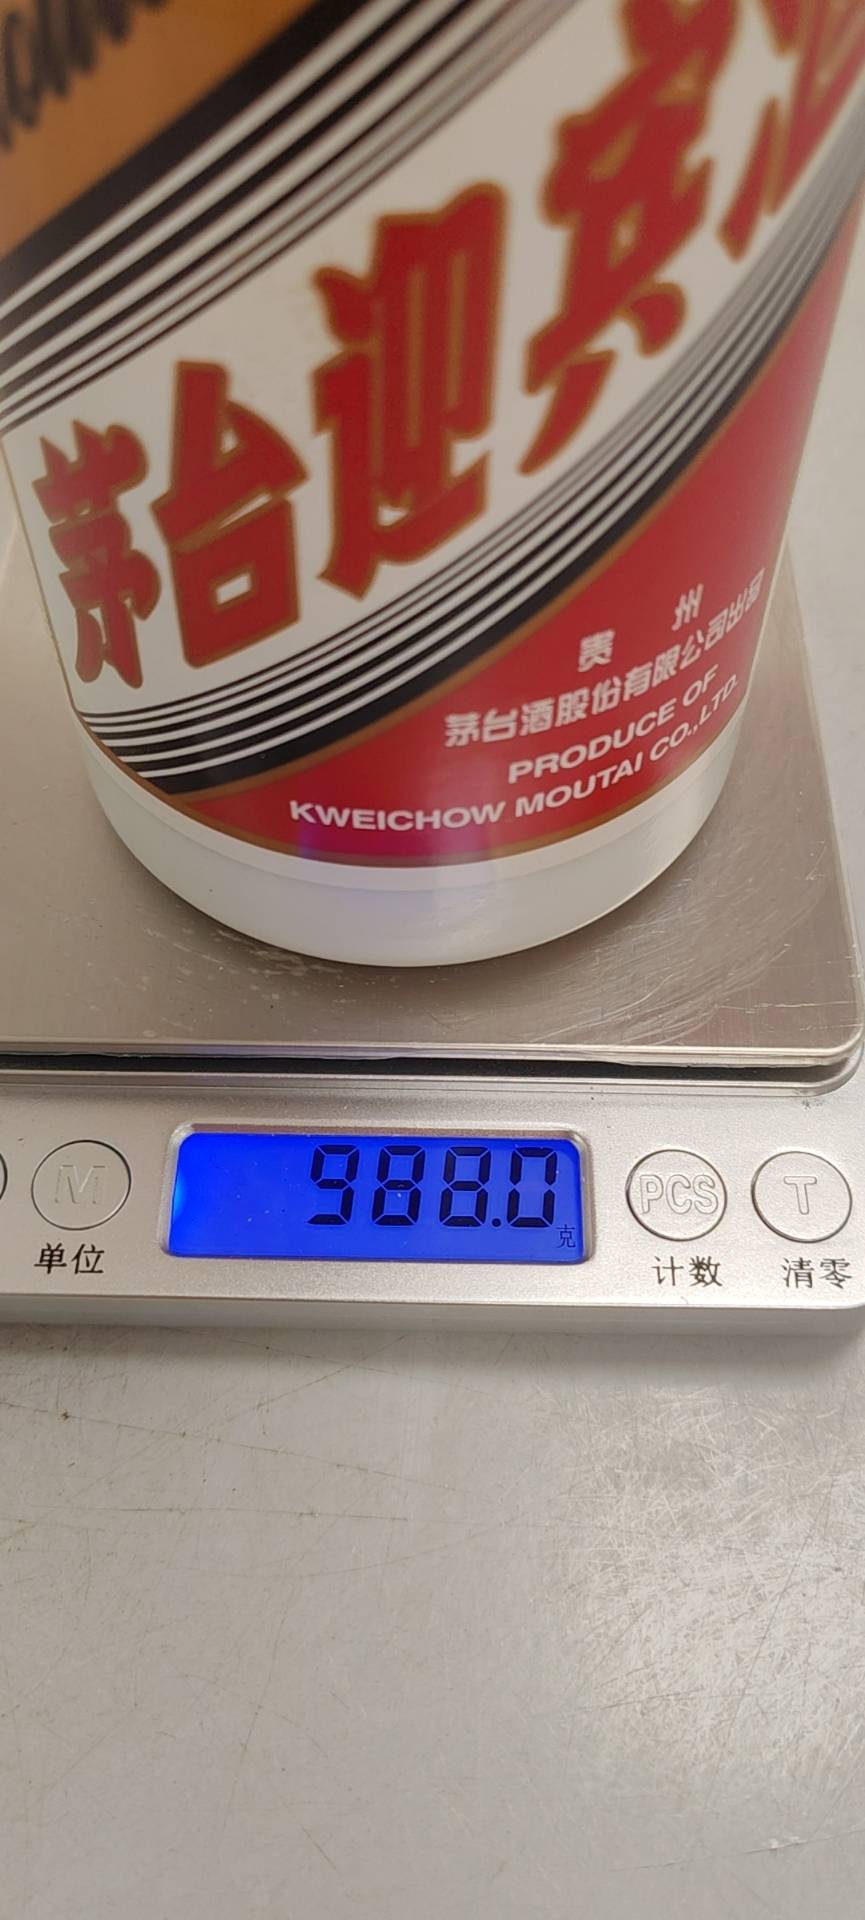 茅台迎宾酒
贵州
茅台酒股份有限公司出品
PRODUCE OF
KWEICHOW MOUTAI CO.,LTD.
988.0
克
M
PCS
T
单位
计数
清零